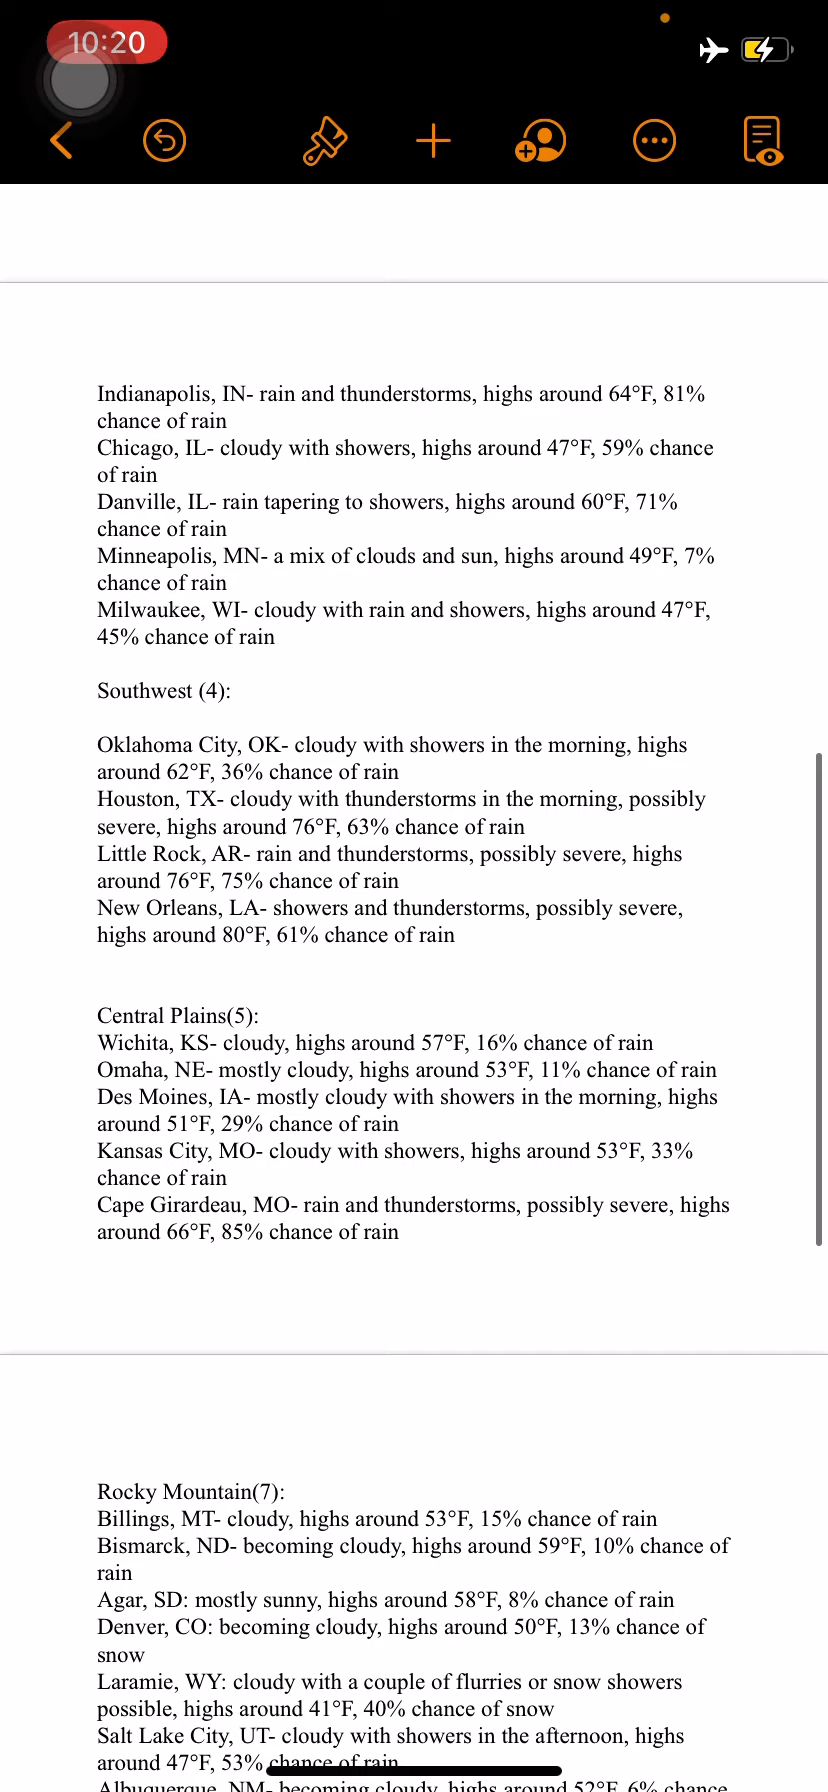 10:20
Indianapolis, IN- rain and thunderstorms, highs around 64°F, 81%
chance of rain
Chicago, IL- cloudy with showers, highs around 47°F, 59% chance
of rain
Danville, IL- rain tapering to showers, highs around 60°F, 71%
chance of rain
Minneapolis, MN- a mix of clouds and sun, highs around 49°F, 7%
chance of rain
Milwaukee, WI- cloudy with rain and showers, highs around 47°F,
45% chance of rain
Southwest (4):
Oklahoma City, OK- cloudy with showers in the morning, highs
around 62°F, 36% chance of rain
Houston, TX- cloudy with thunderstorms in the morning, possibly
severe, highs around 76°F, 63% chance of rain
Little Rock, AR- rain and thunderstorms, possibly severe, highs
around 76°F, 75% chance of rain
New Orleans, LA- showers and thunderstorms, possibly severe,
highs around 80°F, 61% chance of rain
Central Plains(5):
Wichita, KS- cloudy, highs around 57°F, 16% chance of rain
Omaha, NE- mostly cloudy, highs around 53°F, 11% chance of rain
Des Moines, IA- mostly cloudy with showers in the morning, highs
around 51°F, 29% chance of rain
Kansas City, MO- cloudy with showers, highs around 53°F, 33%
chance of rain
Cape Girardeau, MO- rain and thunderstorms, possibly severe, highs
around 66°F, 85% chance of rain
Rocky Mountain(7):
Billings, MT- cloudy, highs around 53°F, 15% chance of rain
Bismarck, ND- becoming cloudy, highs around 59°F, 10% chance of
rain
Agar, SD: mostly sunny, highs around 58°F, 8% chance of rain
Denver, CO: becoming cloudy, highs around 50°F, 13% chance of
snow
Laramie, WY: cloudy with a couple of flurries or snow showers
possible, highs around 41°F, 40% chance of snow
Salt Lake City, UT- cloudy with showers in the afternoon, highs
around 47°F, 53% chance of rain
Albuquerque, NM- becoming cloudy, highs around 52°F, 6% chance